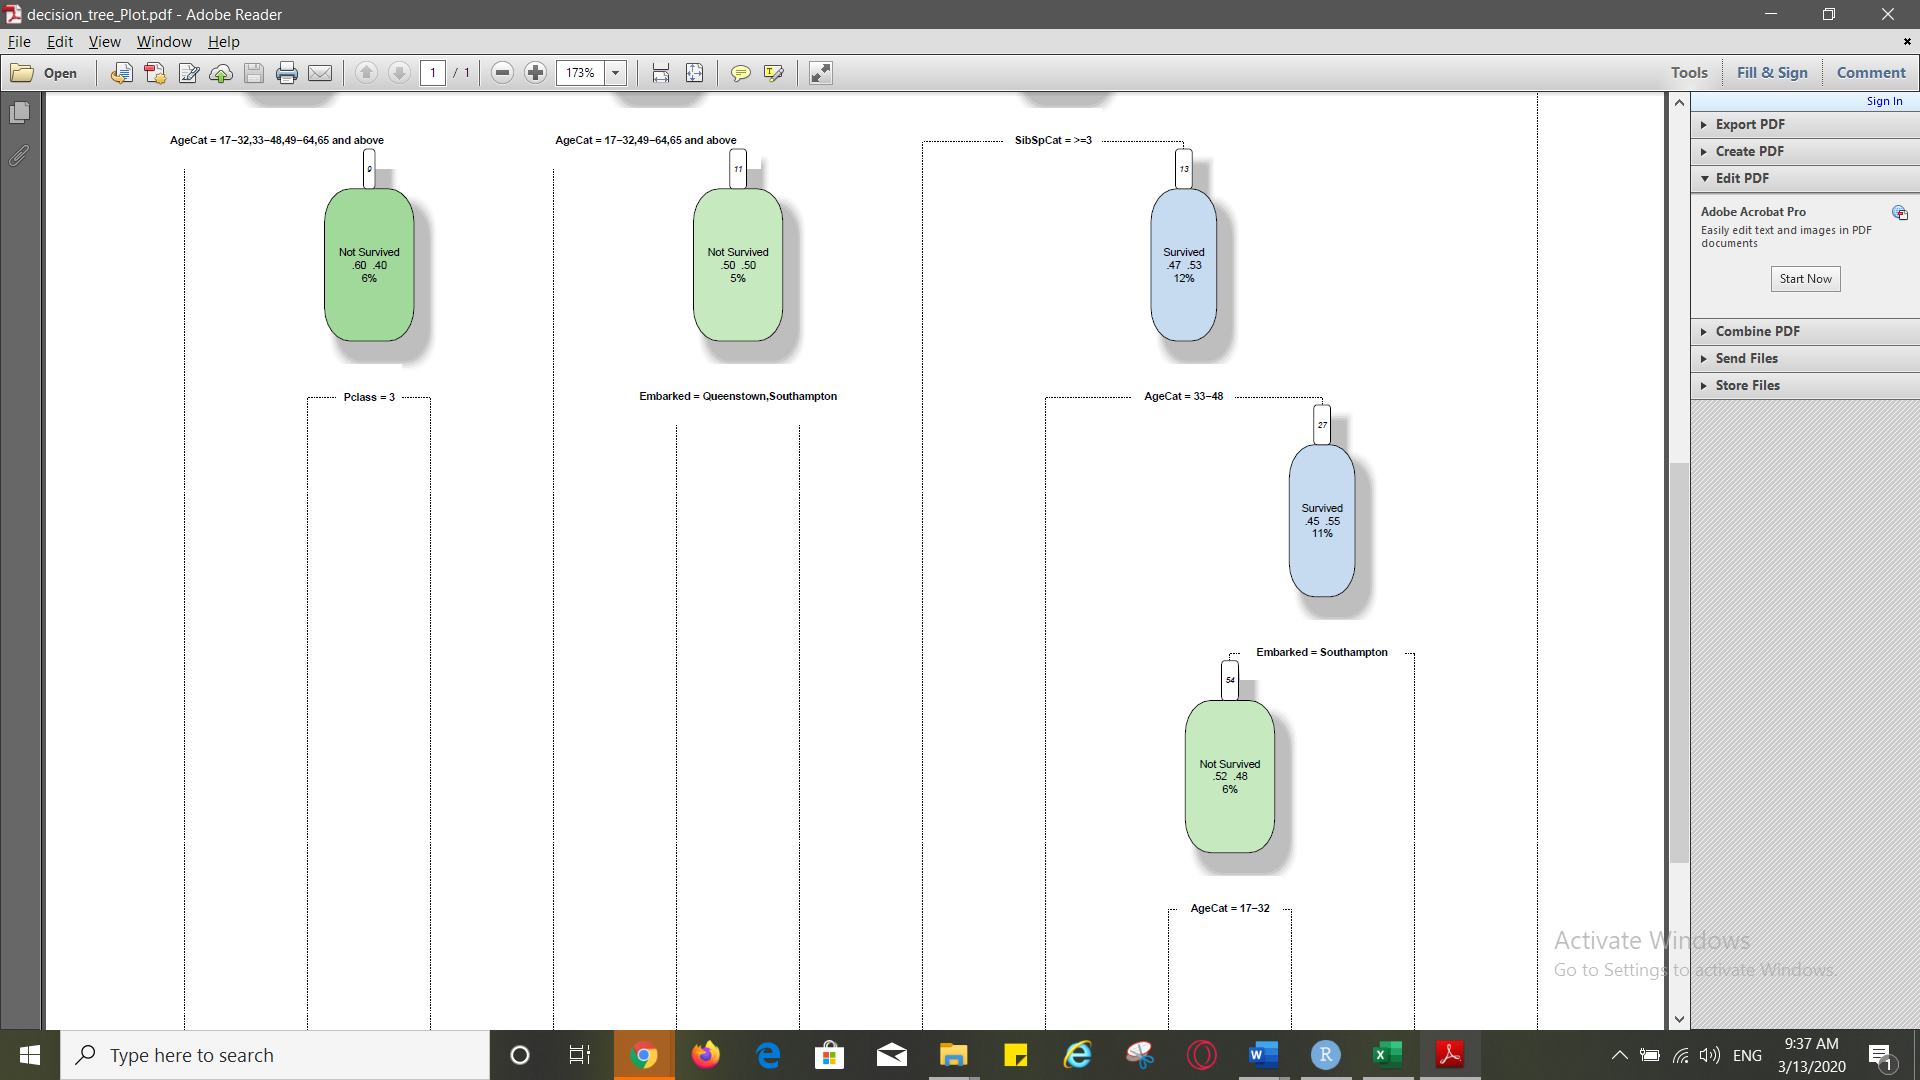 decision_tree_Plot.pdf - Adobe Reader
File Edit View Window Help
Open 1 / 1 173% Tools Fill & Sign Comment
Sign In
Export PDF
Create PDF
Edit PDF
Adobe Acrobat Pro
Easily edit text and images in PDF
documents
Start Now
Combine PDF
Send Files
Store Files
AgeCat = 17−32,33−48,49−64,65 and above
AgeCat = 17−32,49−64,65 and above
SibSpCat = >=3
9
11
13
Not Survived
.60 .40
6%
Not Survived
.50 .50
5%
Survived
.47 .53
12%
Pclass = 3
Embarked = Queenstown,Southampton
AgeCat = 33−48
27
Survived
.45 .55
11%
Embarked = Southampton
54
Not Survived
.52 .48
6%
AgeCat = 17−32
Activate Windows
Go to Settings to activate Windows.
Type here to search
ENG
9:37 AM
3/13/2020
1